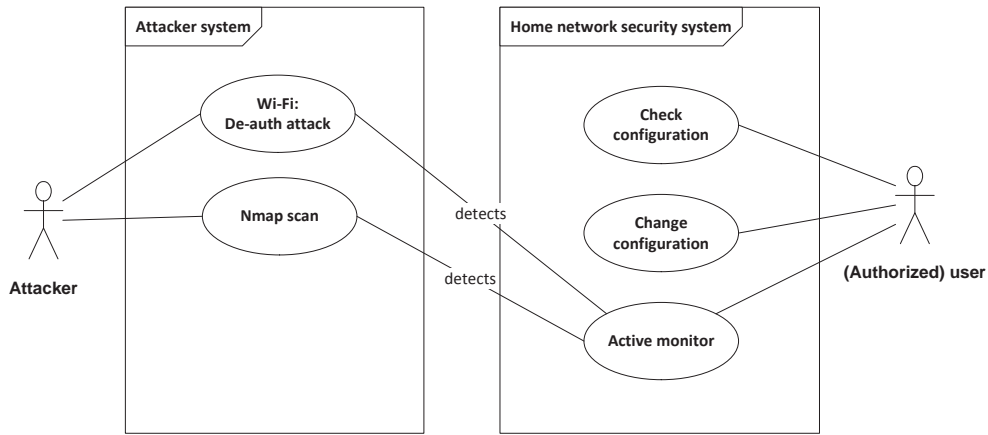 Attacker system
Home network security system
Wi-Fi:
De-auth attack
Check
configuration
Nmap scan
detects
Change
configuration
Attacker
detects
(Authorized) user
Active monitor